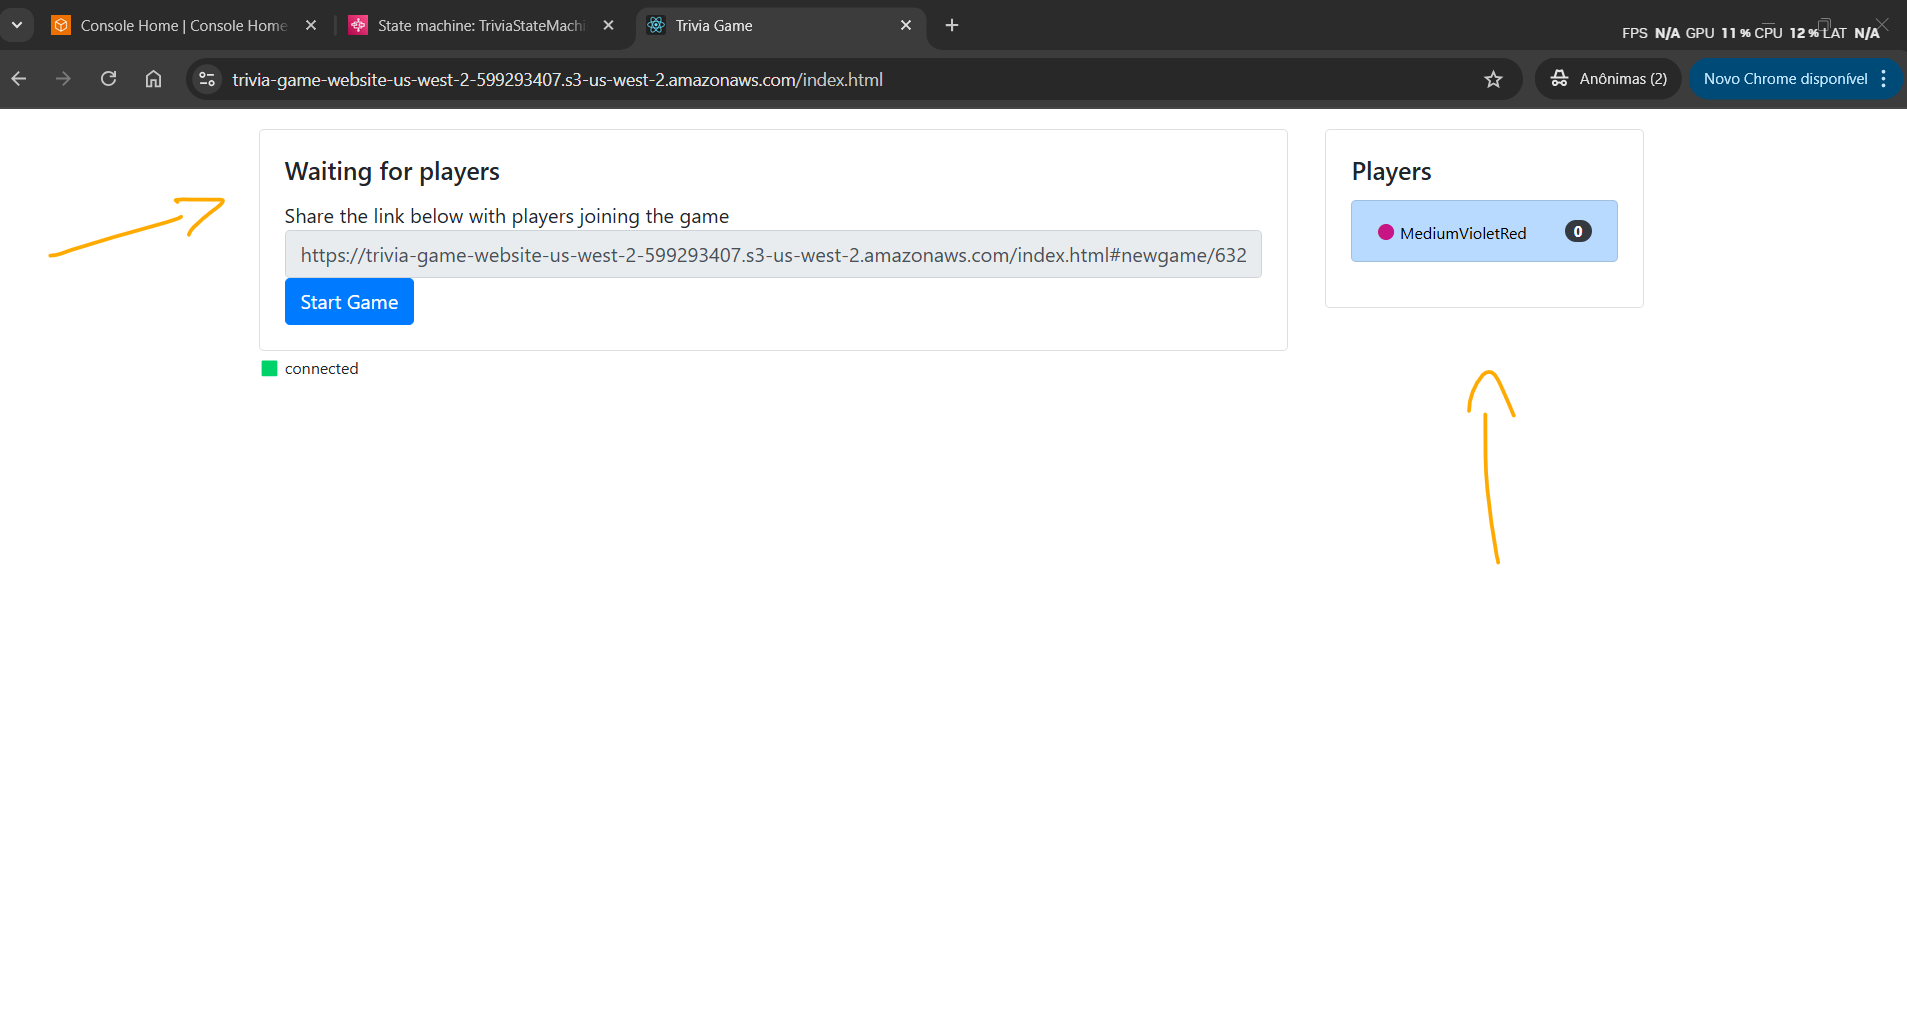 Console Home | Console Home
State machine: TriviaStateMachi
Trivia Game
FPS N/A GPU 11 % CPU 12 % LAT N/A
trivia-game-website-us-west-2-599293407.s3-us-west-2.amazonaws.com/index.html
Anônimas (2)
Novo Chrome disponível
Waiting for players
Share the link below with players joining the game
https://trivia-game-website-us-west-2-599293407.s3-us-west-2.amazonaws.com/index.html#newgame/632
Start Game
connected
Players
MediumVioletRed 0